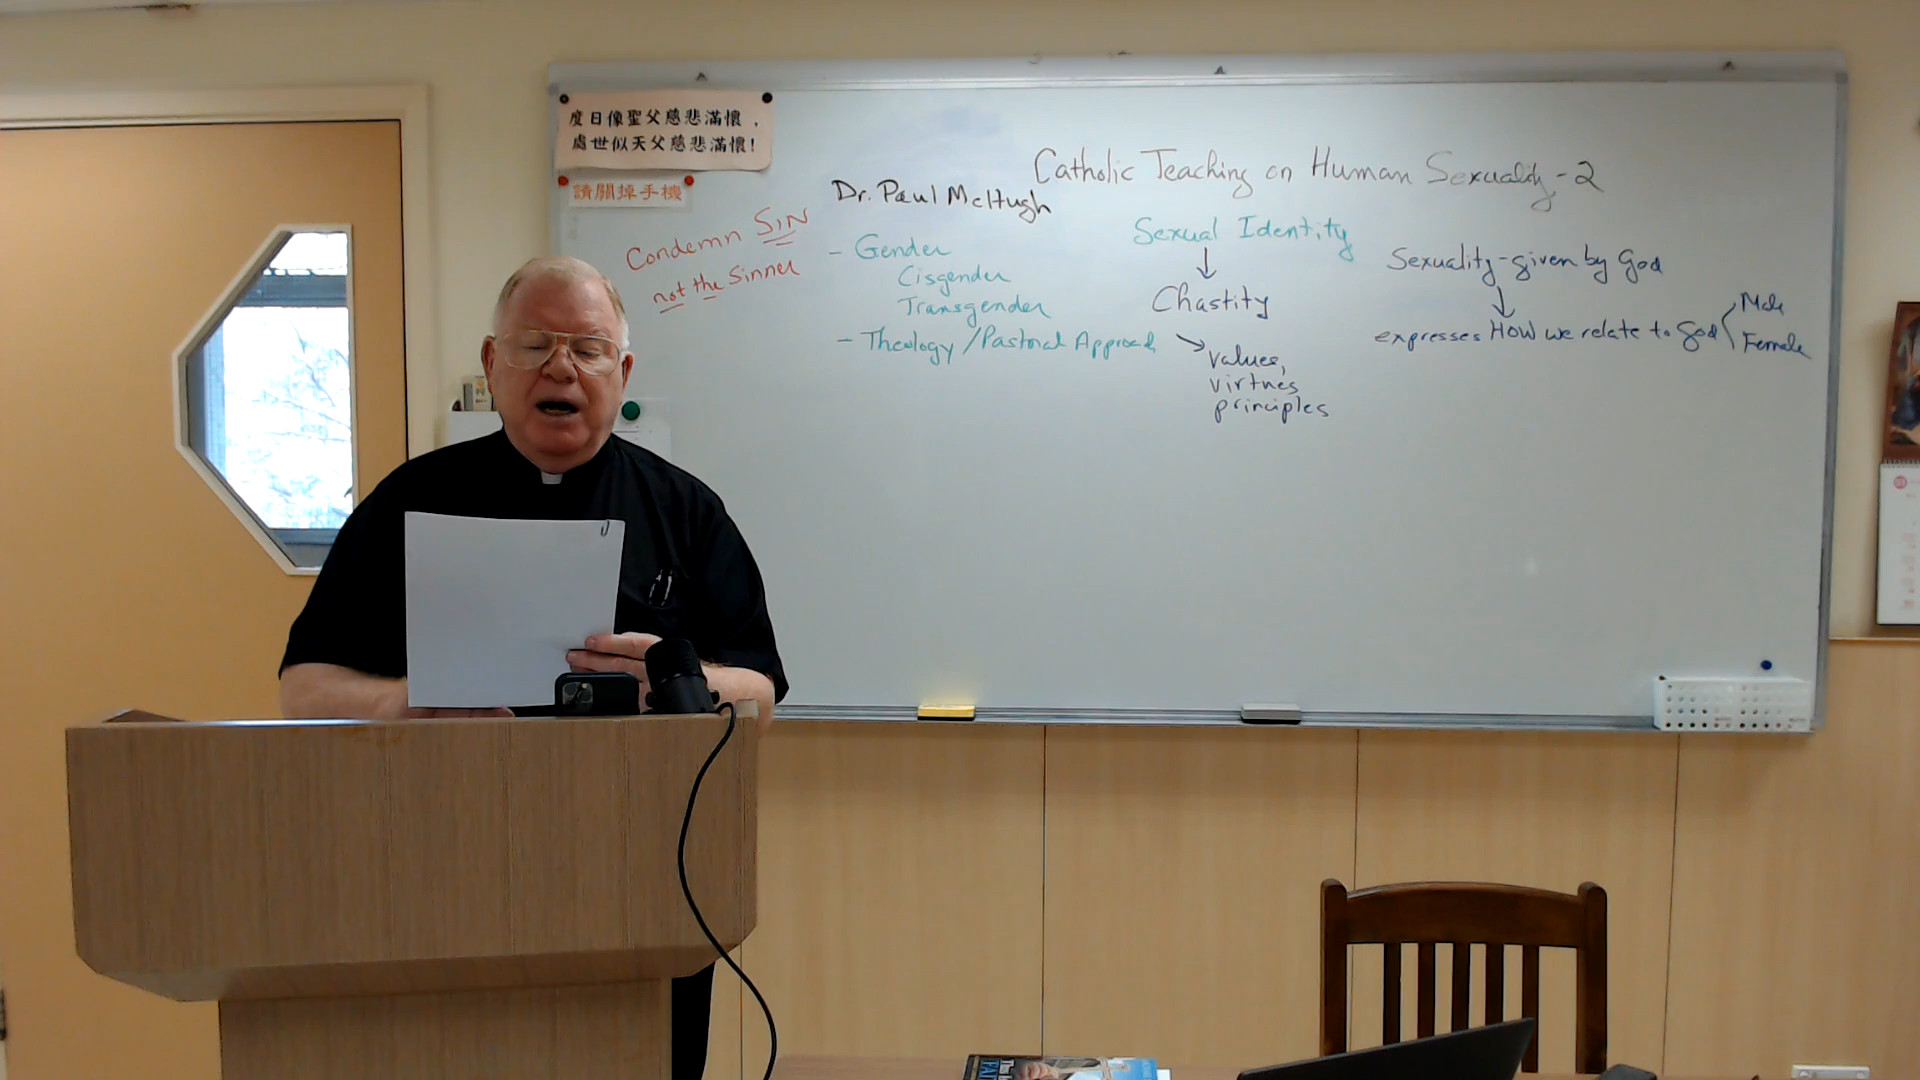 度日像聖父慈悲滿懷，
處世似天父慈悲滿懷！
請關掉手機
Condemn SIN
not the Sinner
Catholic Teaching on Human Sexuality-2
Dr. Paul McHugh
- Gender
Cisgender
Transgender
- Theology/Pastoral Approach
Sexual Identity
↓
Chastity
values,
virtues
principles
Sexuality-given by God
↓
expresses How we relate to God
Male
Female